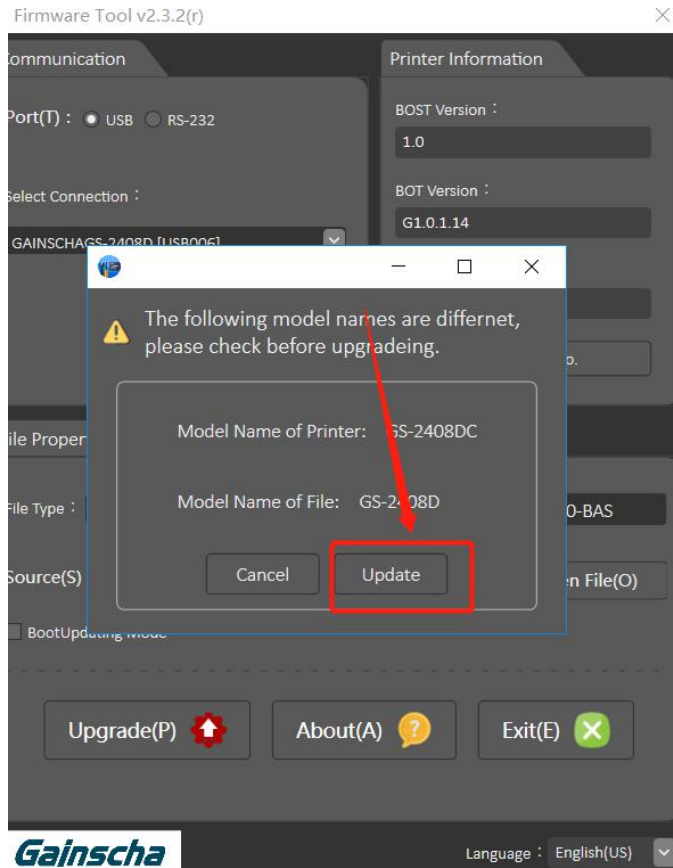 Firmware Tool v2.3.2(r)
Communication
Printer Information
Port(T) : USB RS-232
BOST Version :
1.0
Select Connection :
BOT Version :
G1.0.1.14
GAINSCHAGS-2408D [USB006]
The following model names are differnet,
please check before upgradeing.
o.
Model Name of Printer: GS-2408DC
ile Proper
Model Name of File: GS-2408D
File Type :
0-BAS
Source(S)
Cancel
Update
en File(O)
BootUpdating Mode
Upgrade(P)
About(A)
Exit(E)
Gainscha
Language : English(US)